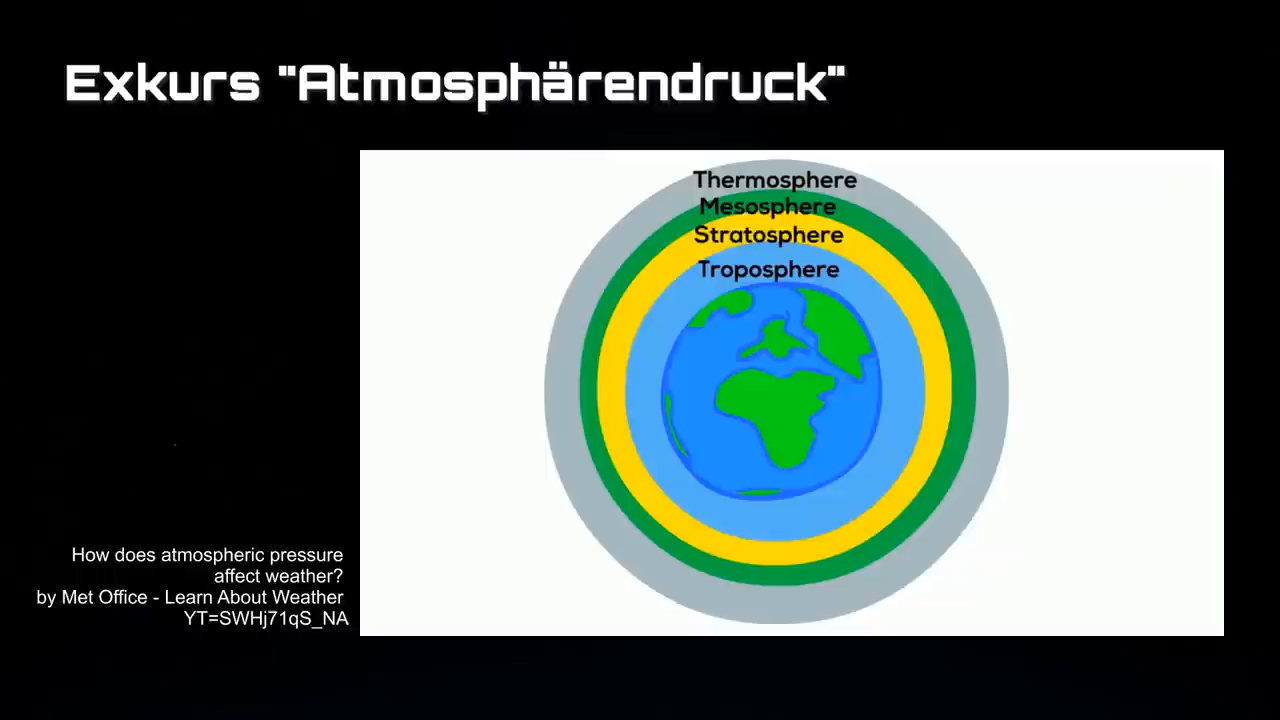 Exkurs "Atmosphärendruck"
Thermosphere
Mesosphere
Stratosphere
Troposphere
How does atmospheric pressure
affect weather?
by Met Office - Learn About Weather
YT=SWHj71qS_NA